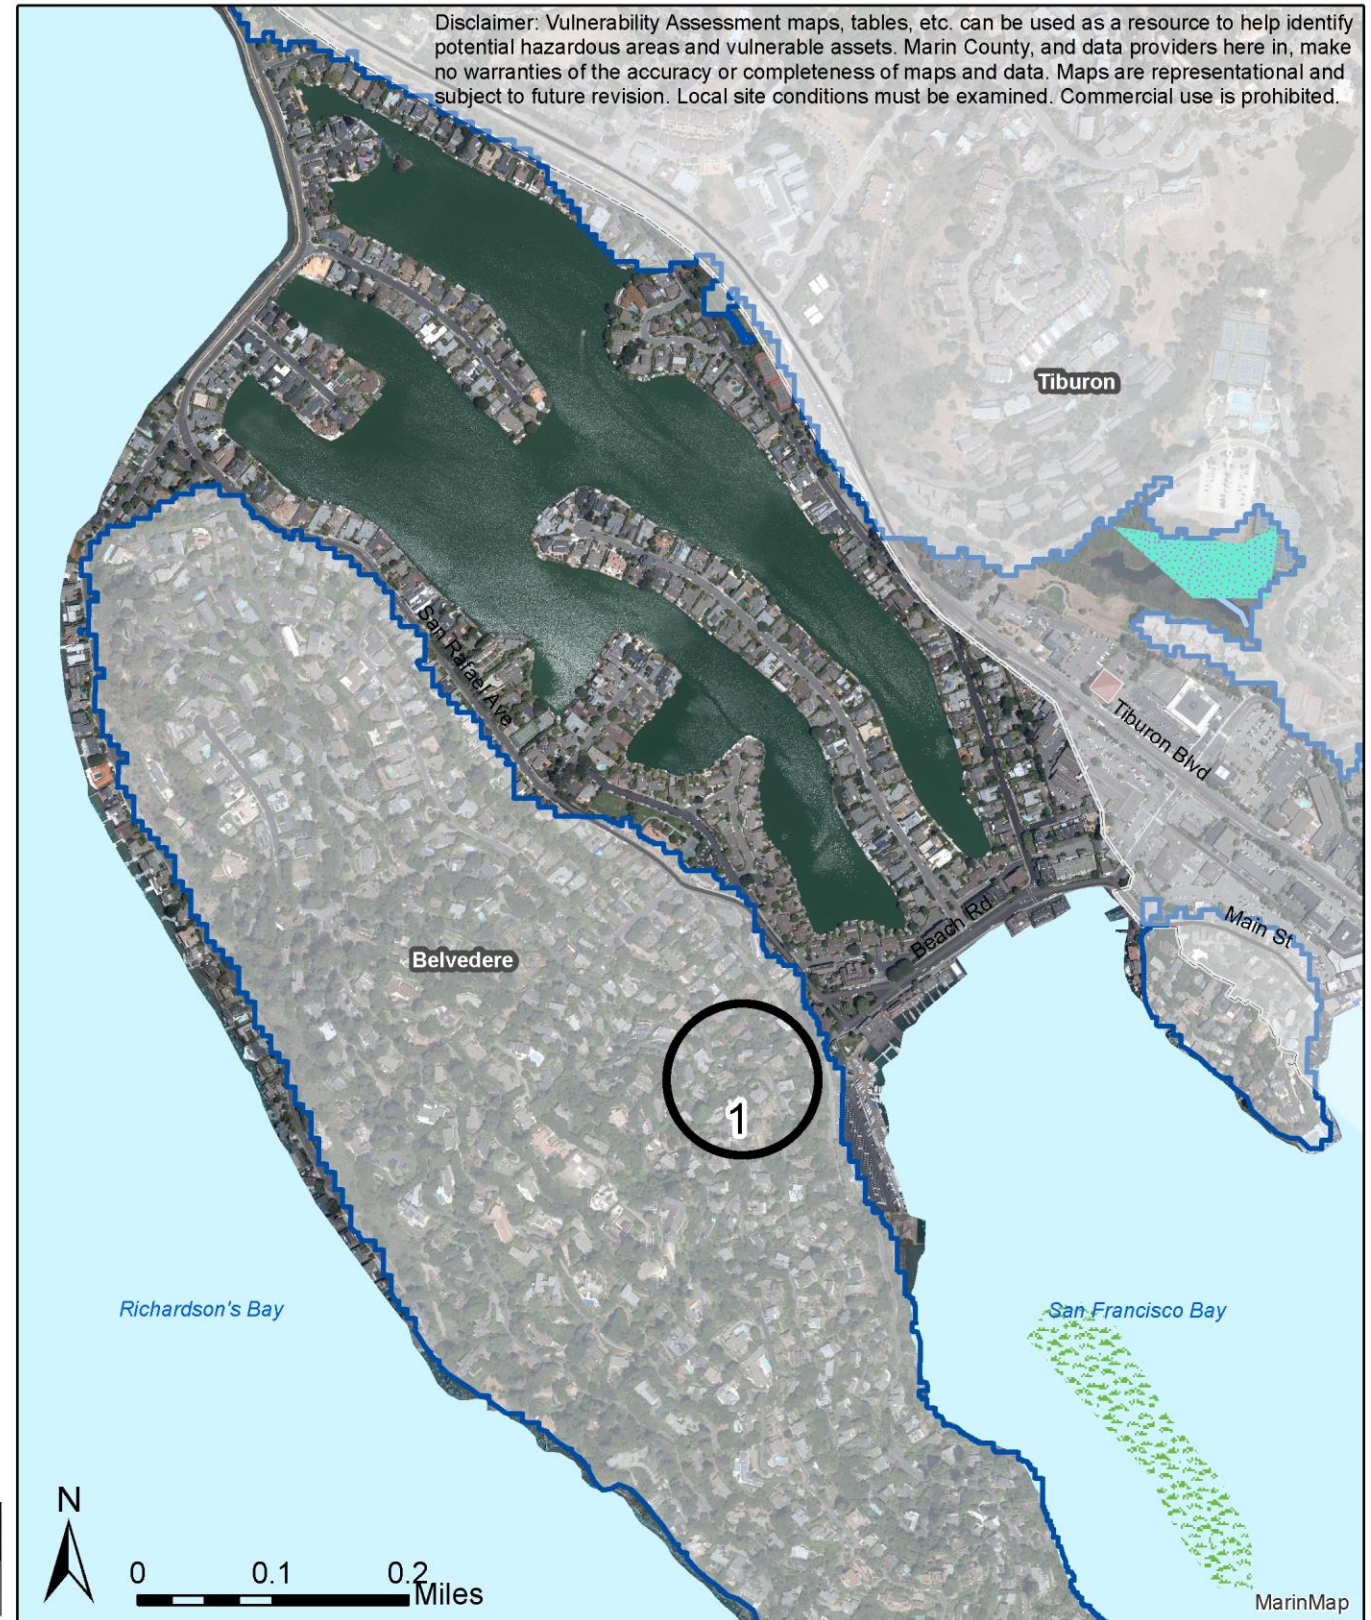 Disclaimer: Vulnerability Assessment maps, tables, etc. can be used as a resource to help identify
potential hazardous areas and vulnerable assets. Marin County, and data providers here in, make
no warranties of the accuracy or completeness of maps and data. Maps are representational and
subject to future revision. Local site conditions must be examined. Commercial use is prohibited.
Tiburon
San Rafael Ave
Tiburon Blvd
Beach Rd
Main St
Belvedere
1
Richardson's Bay
San Francisco Bay
N
0 0.1 0.2
Miles
MarinMap